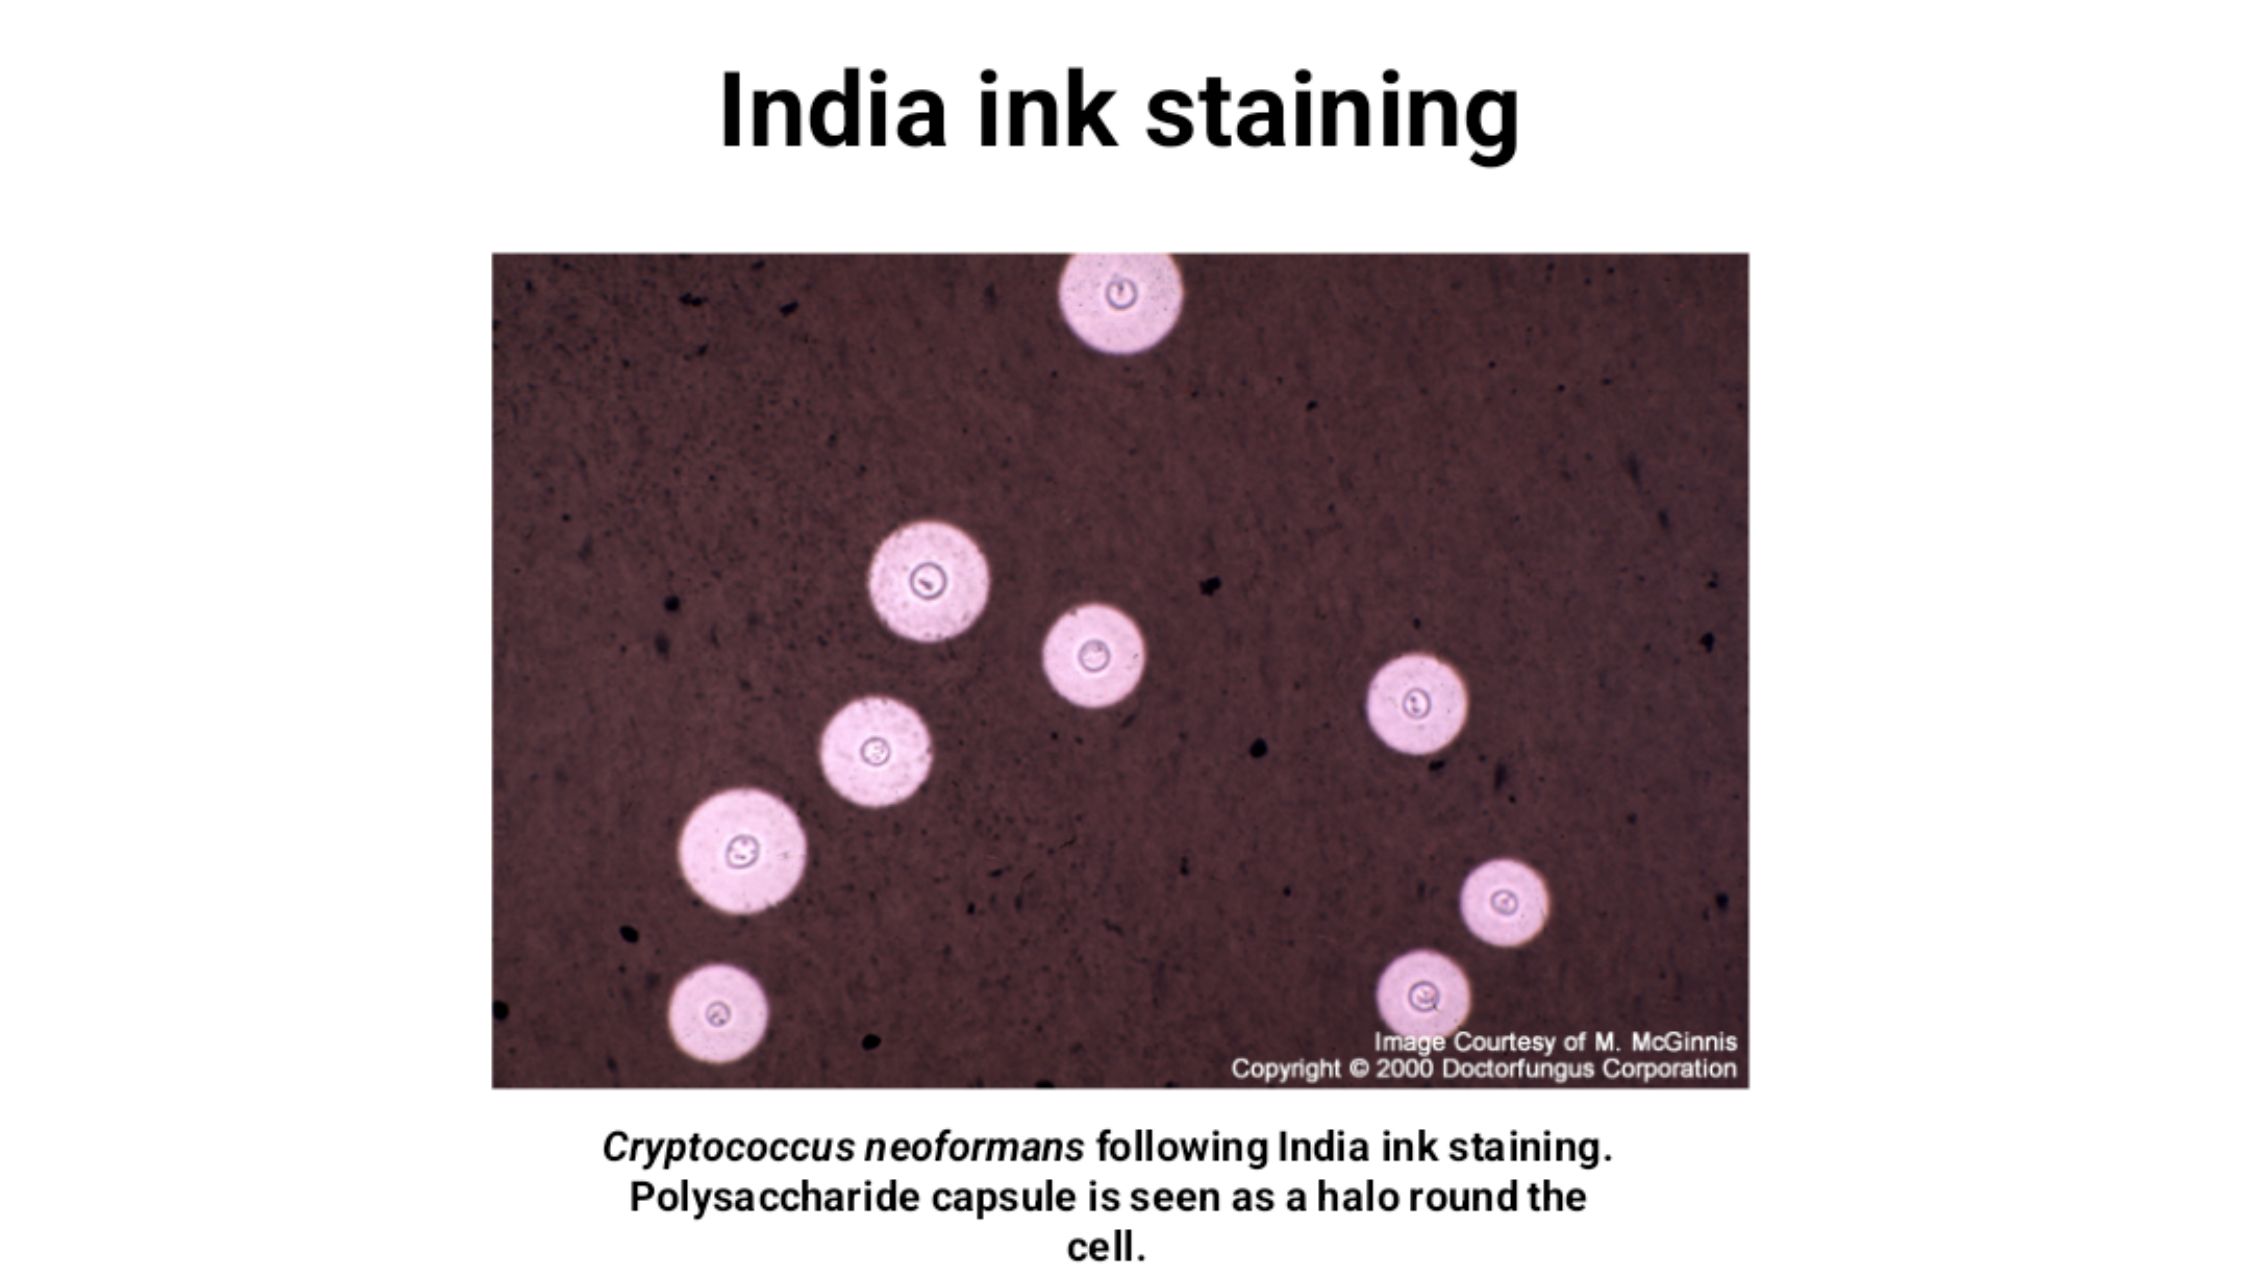 India ink staining
Image Courtesy of M. McGinnis
Copyright © 2000 Doctorfungus Corporation
Cryptococcus neoformans following India ink staining.
Polysaccharide capsule is seen as a halo round the
cell.